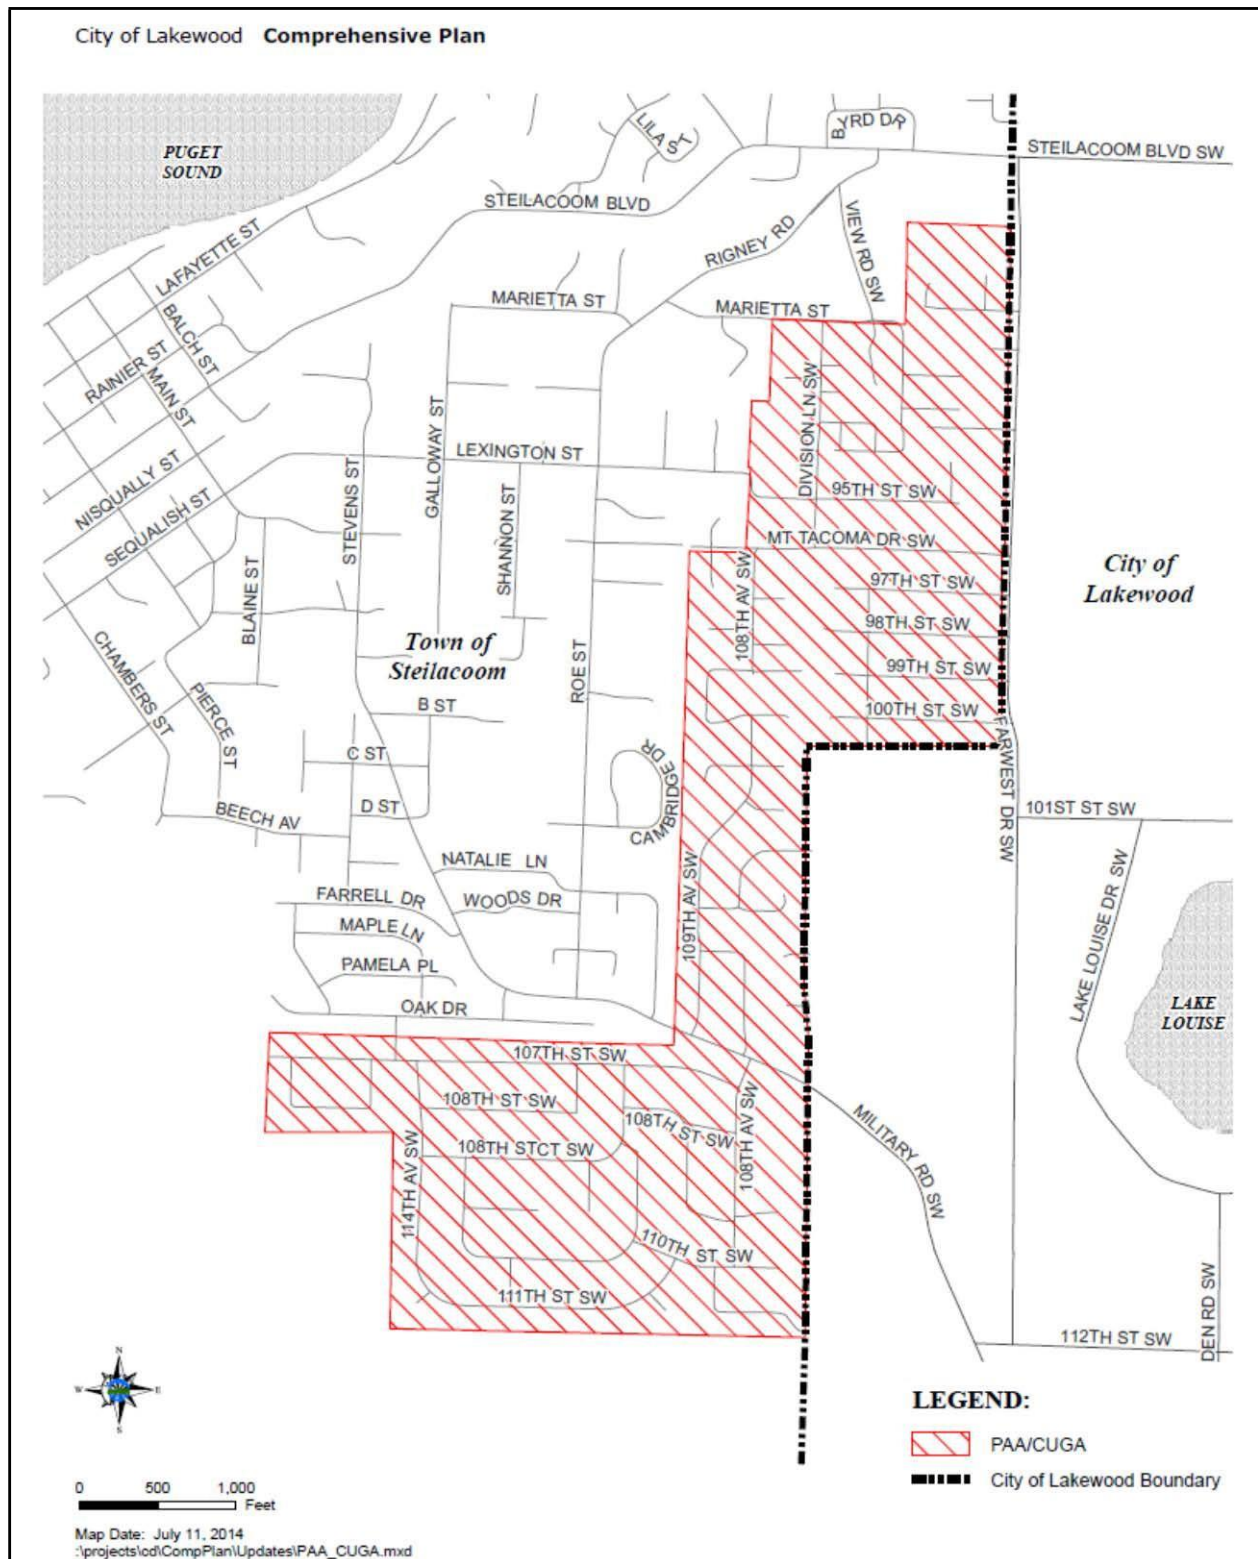 City of Lakewood Comprehensive Plan
BYRD DR
LILA ST
PUGET
SOUND
STEILACOOM BLVD SW
STEILACOOM BLVD
LAFAYETTE ST
RIGNEY RD
VIEW RD SW
MARIETTA ST
MARIETTA ST
BALCH ST
RAINIER ST
MAIN ST
DIVISION LN SW
GALLOWAY ST
LEXINGTON ST
NISQUALLY ST
STEVENS ST
SHANNON ST
95TH ST SW
SEQUALISH ST
MT TACOMA DR SW
97TH ST SW
City of
Lakewood
BLAINE ST
108TH AV SW
98TH ST SW
Town of
Steilacoom
CHAMBERS ST
ROE ST
99TH ST SW
PIERCE ST
B ST
100TH ST SW
FARWEST DR SW
C ST
CAMBRIDGE DR
D ST
BEECH AV
101ST ST SW
NATALIE LN
LAKE LOUISE DR SW
FARRELL DR
WOODS DR
109TH AV SW
MAPLE LN
PAMELA PL
OAK DR
LAKE
LOUISE
107TH ST SW
108TH ST SW
108TH ST SW
108TH AV SW
MILITARY RD SW
108TH STCT SW
114TH AV SW
110TH ST SW
111TH ST SW
112TH ST SW
DEN RD SW
N
W E
S
LEGEND:
PAA/CUGA
City of Lakewood Boundary
0 500 1,000
Feet
Map Date: July 11, 2014
:\projects\cd\CompPlan\Updates\PAA_CUGA.mxd